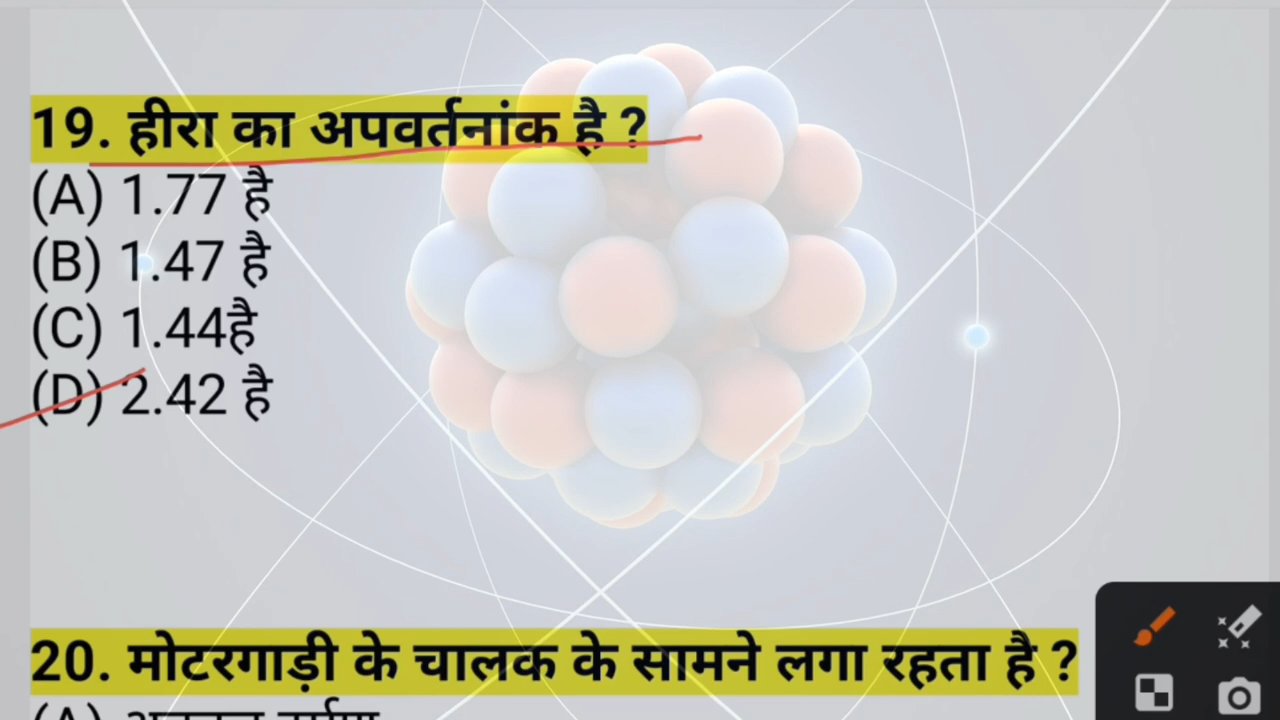 19. हीरा का अपवर्तनांक है ?
(A) 1.77 है
(B) 1.47 है
(C) 1.44है
(D) 2.42 है
20. मोटरगाड़ी के चालक के सामने लगा रहता है ?
(A)